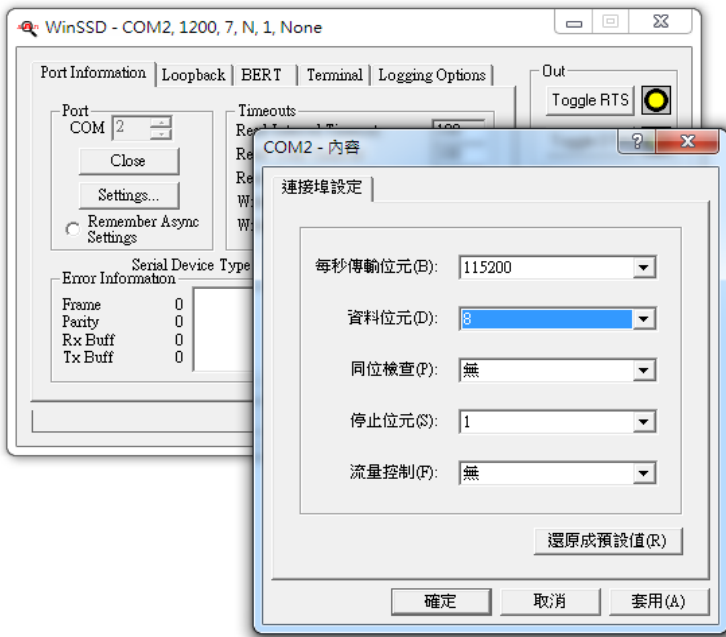 WinSSD - COM2, 1200, 7, N, 1, None
Port Information
Loopback
BERT
Terminal
Logging Options
Port
COM 2
Close
Settings...
Remember Async
Settings
Timeouts
Out
Toggle RTS
Serial Device Type
Error Information
Frame 0
Parity 0
Rx Buff 0
Tx Buff 0
COM2 - 內容
連接埠設定
每秒傳輸位元(B): 115200
資料位元(D): 8
同位檢查(P): 無
停止位元(S): 1
流量控制(F): 無
還原成預設值(R)
確定
取消
套用(A)